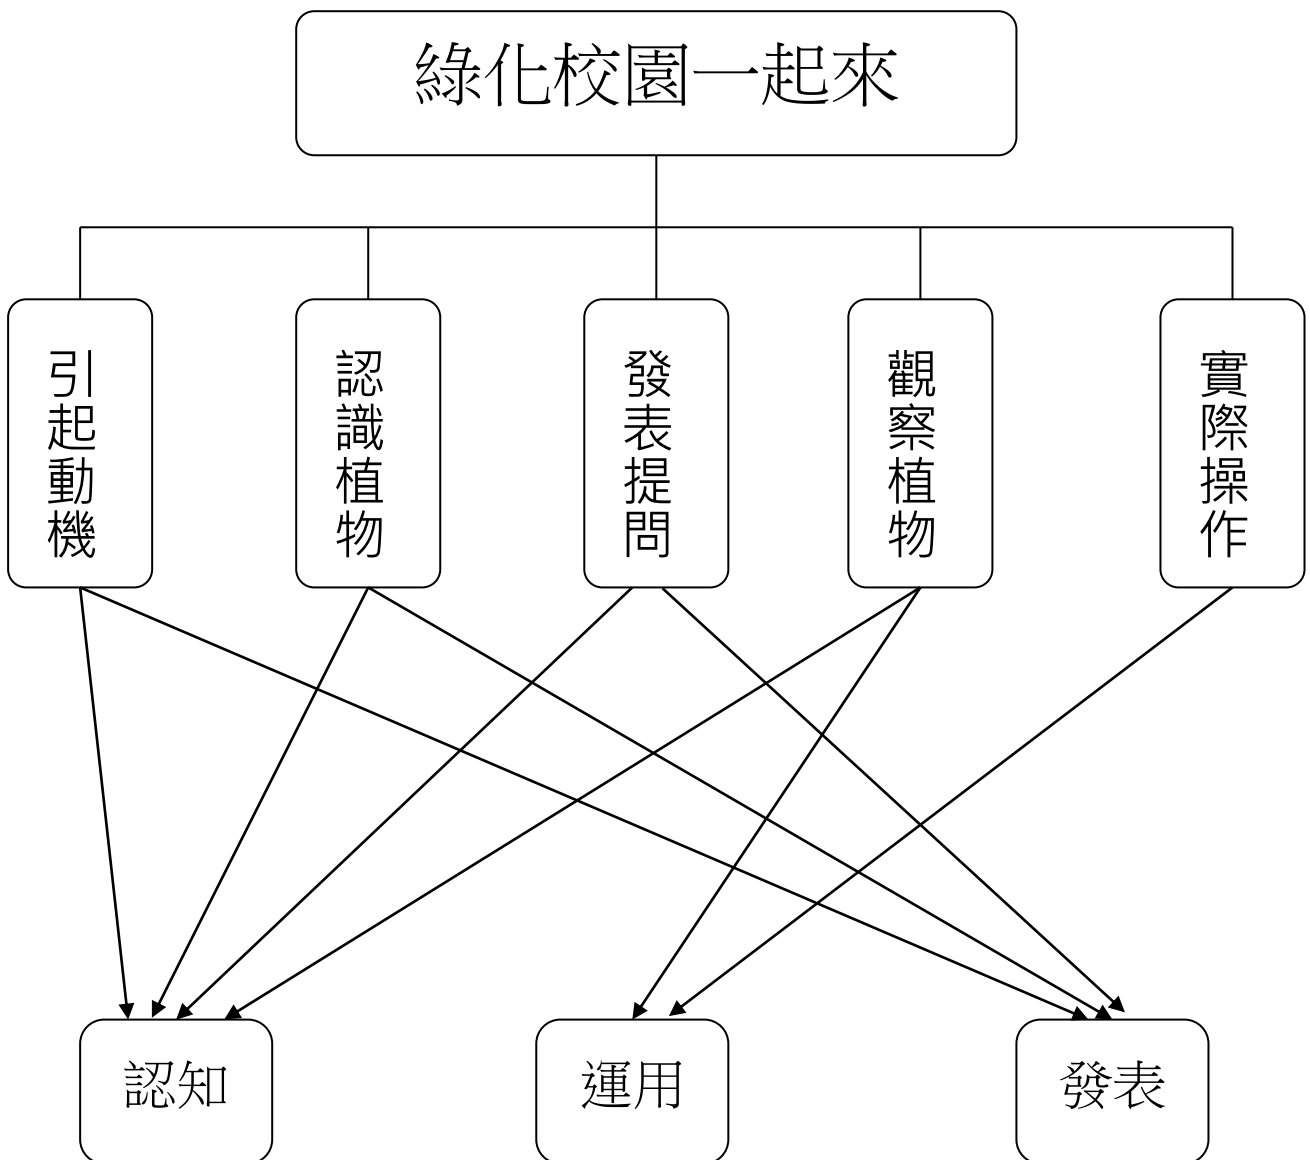 綠化校園一起來
引起動機
認識植物
發表提問
觀察植物
實際操作
認知
運用
發表